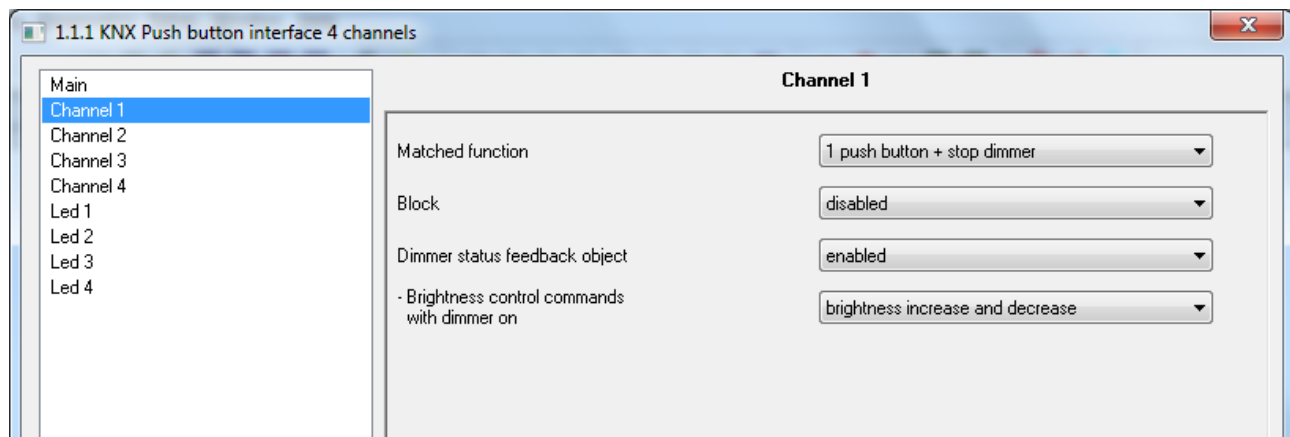 1.1.1 KNX Push button interface 4 channels
Main
Channel 1
Channel 2
Channel 3
Channel 4
Led 1
Led 2
Led 3
Led 4
Channel 1
Matched function
1 push button + stop dimmer
Block
disabled
Dimmer status feedback object
enabled
- Brightness control commands
with dimmer on
brightness increase and decrease